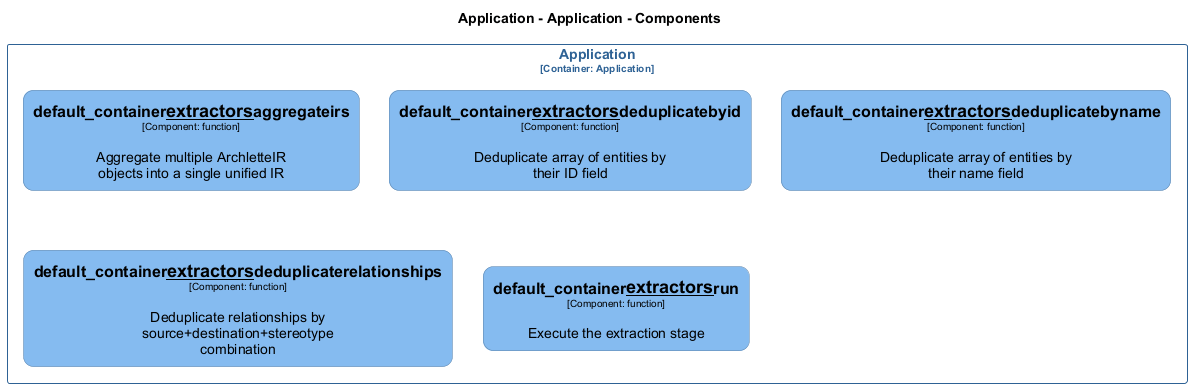 Application - Application - Components
Application
[Container: Application]
default_containerextractorsaggregateirs
[Component: function]
Aggregate multiple ArchletteIR
objects into a single unified IR
default_containerextractorsdeduplicatebyid
[Component: function]
Deduplicate array of entities by
their ID field
default_containerextractorsdeduplicatebyname
[Component: function]
Deduplicate array of entities by
their name field
default_containerextractorsdeduplicaterelationships
[Component: function]
Deduplicate relationships by
source+destination+stereotype
combination
default_containerextractorsrun
[Component: function]
Execute the extraction stage